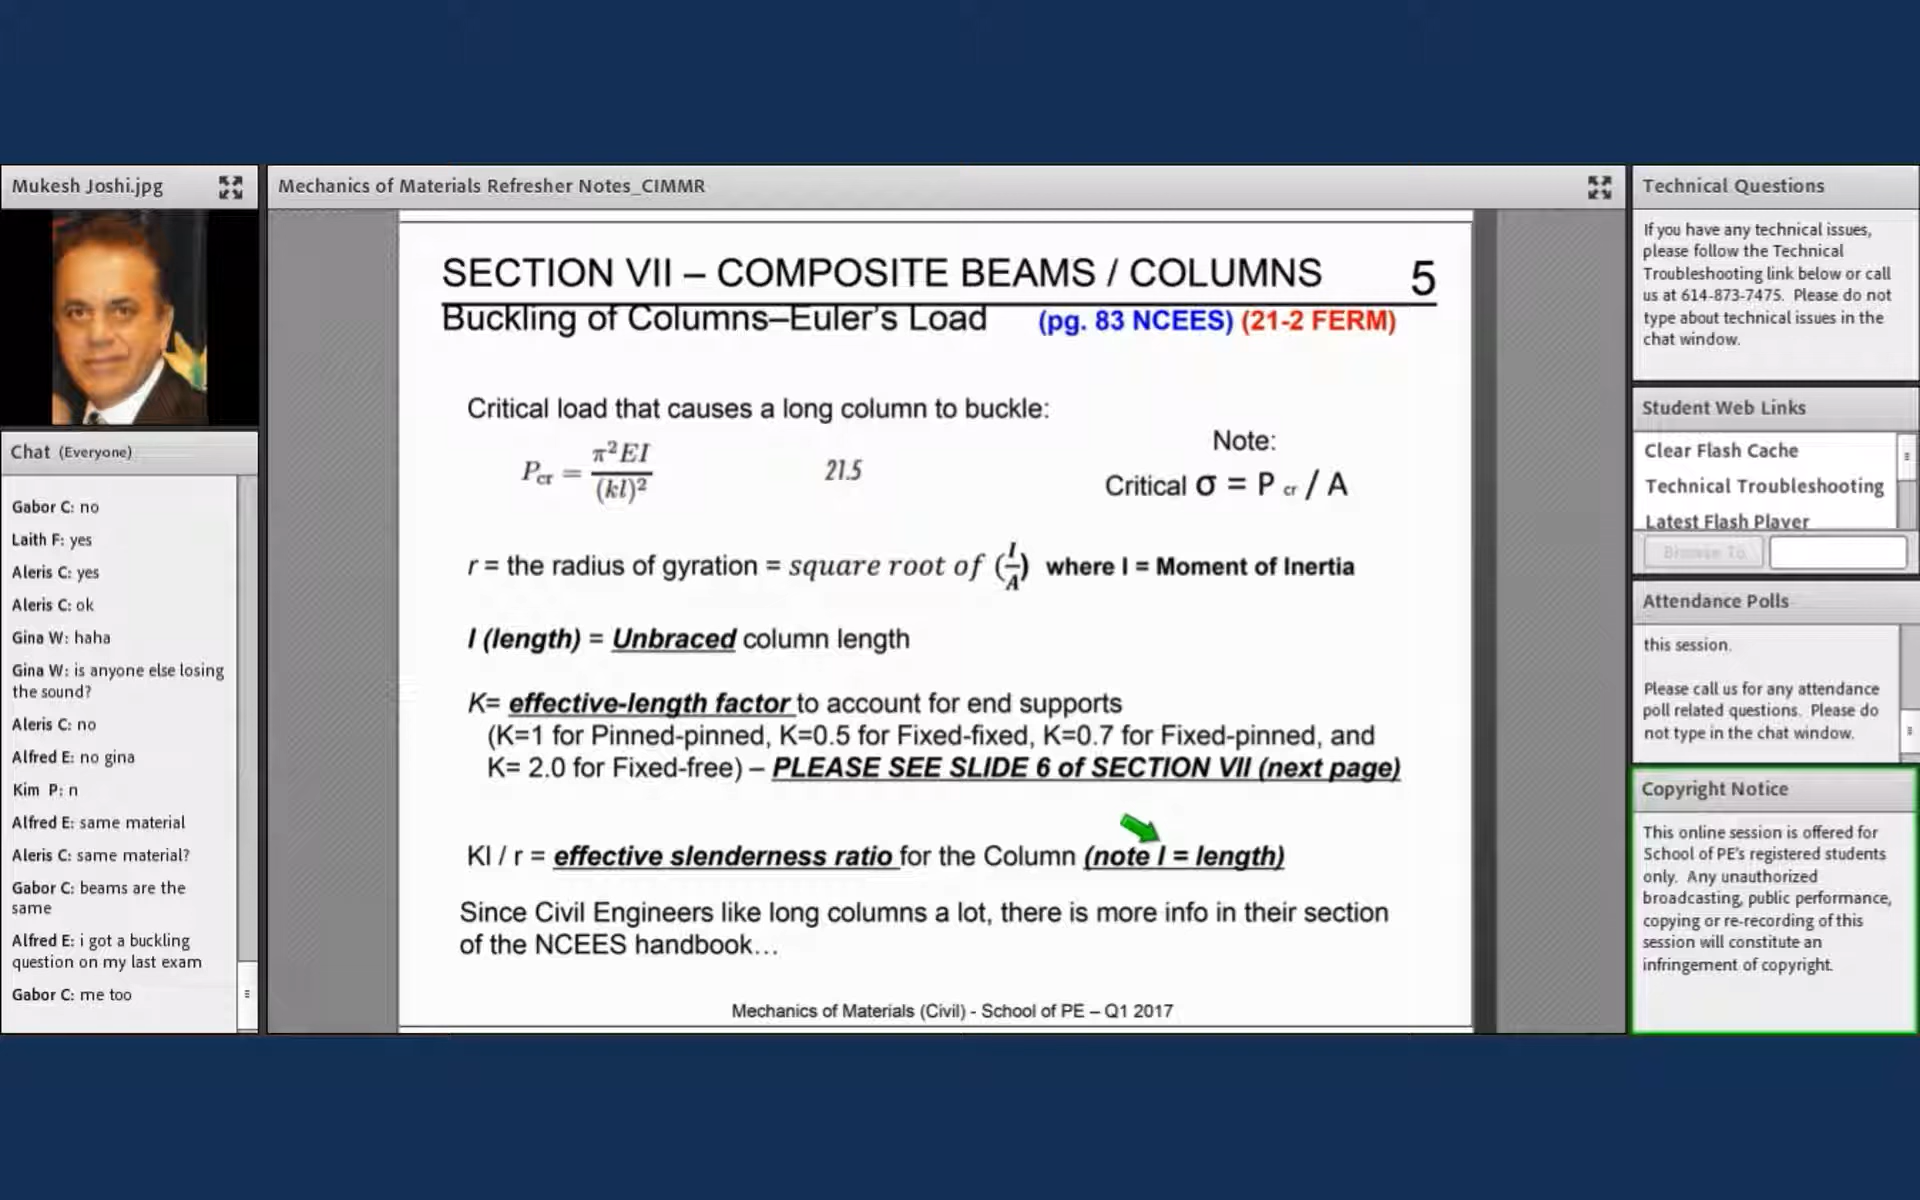 Mukesh Joshi.jpg
Chat (Everyone)
Gabor C: no
Laith F: yes
Aleris C: yes
Aleris C: ok
Gina W: haha
Gina W: is anyone else losing
the sound?
Aleris C: no
Alfred E: no gina
Kim P: n
Alfred E: same material
Aleris C: same material?
Gabor C: beams are the
same
Alfred E: i got a buckling
question on my last exam
Gabor C: me too
Mechanics of Materials Refresher Notes_CIMMR
SECTION VII – COMPOSITE BEAMS / COLUMNS 5
Buckling of Columns–Euler's Load (pg. 83 NCEES) (21-2 FERM)
Critical load that causes a long column to buckle:
P_cr = π²EI / (kl)² 21.5
Note:
Critical σ = P cr / A
r = the radius of gyration = square root of (I/A) where I = Moment of Inertia
l (length) = Unbraced column length
K= effective-length factor to account for end supports
(K=1 for Pinned-pinned, K=0.5 for Fixed-fixed, K=0.7 for Fixed-pinned, and
K= 2.0 for Fixed-free) – PLEASE SEE SLIDE 6 of SECTION VII (next page)
Kl / r = effective slenderness ratio for the Column (note l = length)
Since Civil Engineers like long columns a lot, there is more info in their section
of the NCEES handbook…
Mechanics of Materials (Civil) - School of PE – Q1 2017
Technical Questions
If you have any technical issues,
please follow the Technical
Troubleshooting link below or call
us at 614-873-7475. Please do not
type about technical issues in the
chat window.
Student Web Links
Clear Flash Cache
Technical Troubleshooting
Latest Flash Player
Browse To
Attendance Polls
this session.
Please call us for any attendance
poll related questions. Please do
not type in the chat window.
Copyright Notice
This online session is offered for
School of PE's registered students
only. Any unauthorized
broadcasting, public performance,
copying or re-recording of this
session will constitute an
infringement of copyright.